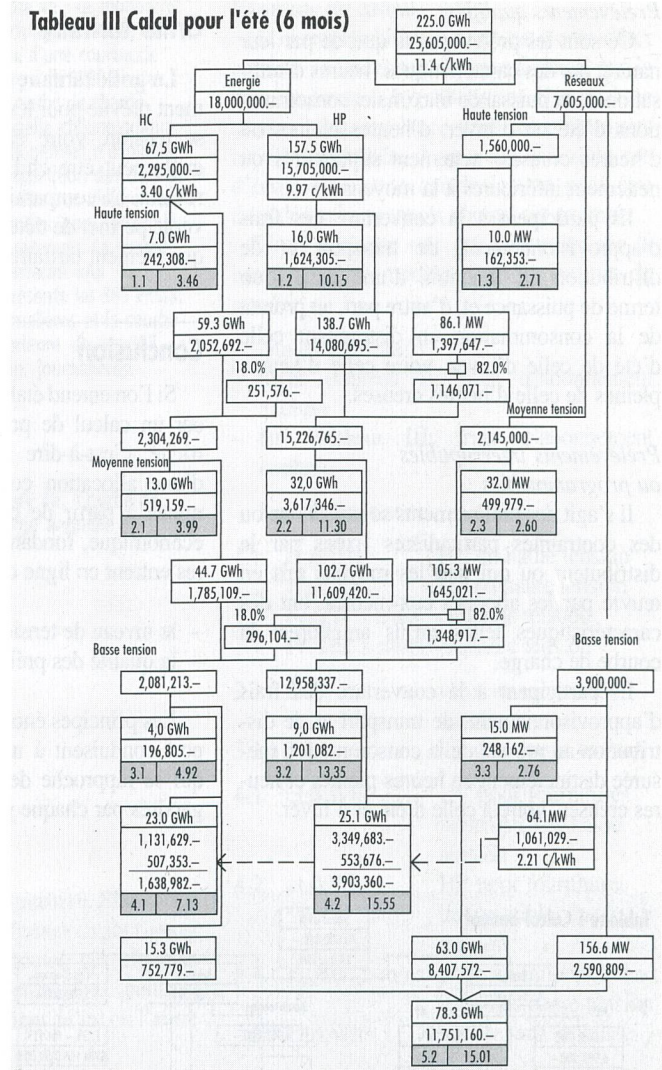 Tableau III Calcul pour l'été (6 mois)
225.0 GWh
25,605,000.–
11.4 c/kWh
Energie
18,000,000.–
Réseaux
7,605,000.–
HC
HP
Haute tension
67,5 GWh
2,295,000.–
3.40 c/kWh
157.5 GWh
15,705,000.–
9.97 c/kWh
1,560,000.–
Haute tension
7.0 GWh
242,308.–
1.1 3.46
16,0 GWh
1,624,305.–
1.2 10.15
10.0 MW
162,353.–
1.3 2.71
59.3 GWh
2,052,692.–
138.7 GWh
14,080,695.–
86.1 MW
1,397,647.–
18.0%
82.0%
251,576.–
1,146,071.–
Moyenne tension
2,304,269.–
15,226,765.–
2,145,000.–
Moyenne tension
13.0 GWh
519,159.–
2.1 3.99
32,0 GWh
3,617,346.–
2.2 11.30
32.0 MW
499,979.–
2.3 2.60
44.7 GWh
1,785,109.–
102.7 GWh
11,609,420.–
105.3 MW
1645,021.–
18.0%
82.0%
296,104.–
1,348,917.–
Basse tension
Basse tension
2,081,213.–
12,958,337.–
3,900,000.–
4,0 GWh
196,805.–
3.1 4.92
9,0 GWh
1,201,082.–
3.2 13,35
15.0 MW
248,162.–
3.3 2.76
23.0 GWh
1,131,629.–
507,353.–
1,638,982.–
4.1 7.13
25.1 GWh
3,349,683.–
553,676.–
3,903,360.–
4.2 15.55
64.1MW
1,061,029.–
2.21 C/kWh
15.3 GWh
752,779.–
63.0 GWh
8,407,572.–
156.6 MW
2,590,809.–
78.3 GWh
11,751,160.–
5.2 15.01